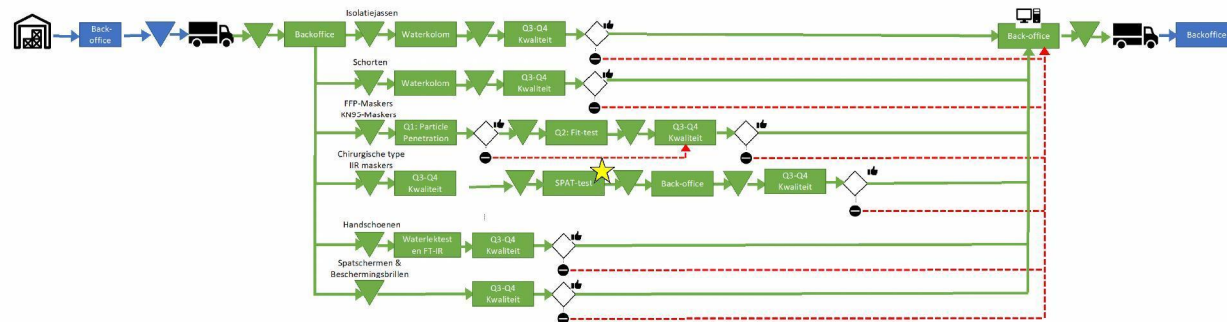 Isolatiejassen
Back-
office
Backoffice
Waterkolom
Q3-Q4
Kwaliteit
Back-office
Backoffice
Schorten
Waterkolom
Q3-Q4
Kwaliteit
FFP-Maskers
KN95-Maskers
Q1: Particle
Penetration
Q2: Fit-test
Q3-Q4
Kwaliteit
Chirurgische type
IIR maskers
Q3-Q4
Kwaliteit
SPAT-test
Back-office
Q3-Q4
Kwaliteit
Handschoenen
Waterlektest
en FT-IR
Q3-Q4
Kwaliteit
Spatschermen &
Beschermingsbrillen
Q3-Q4
Kwaliteit